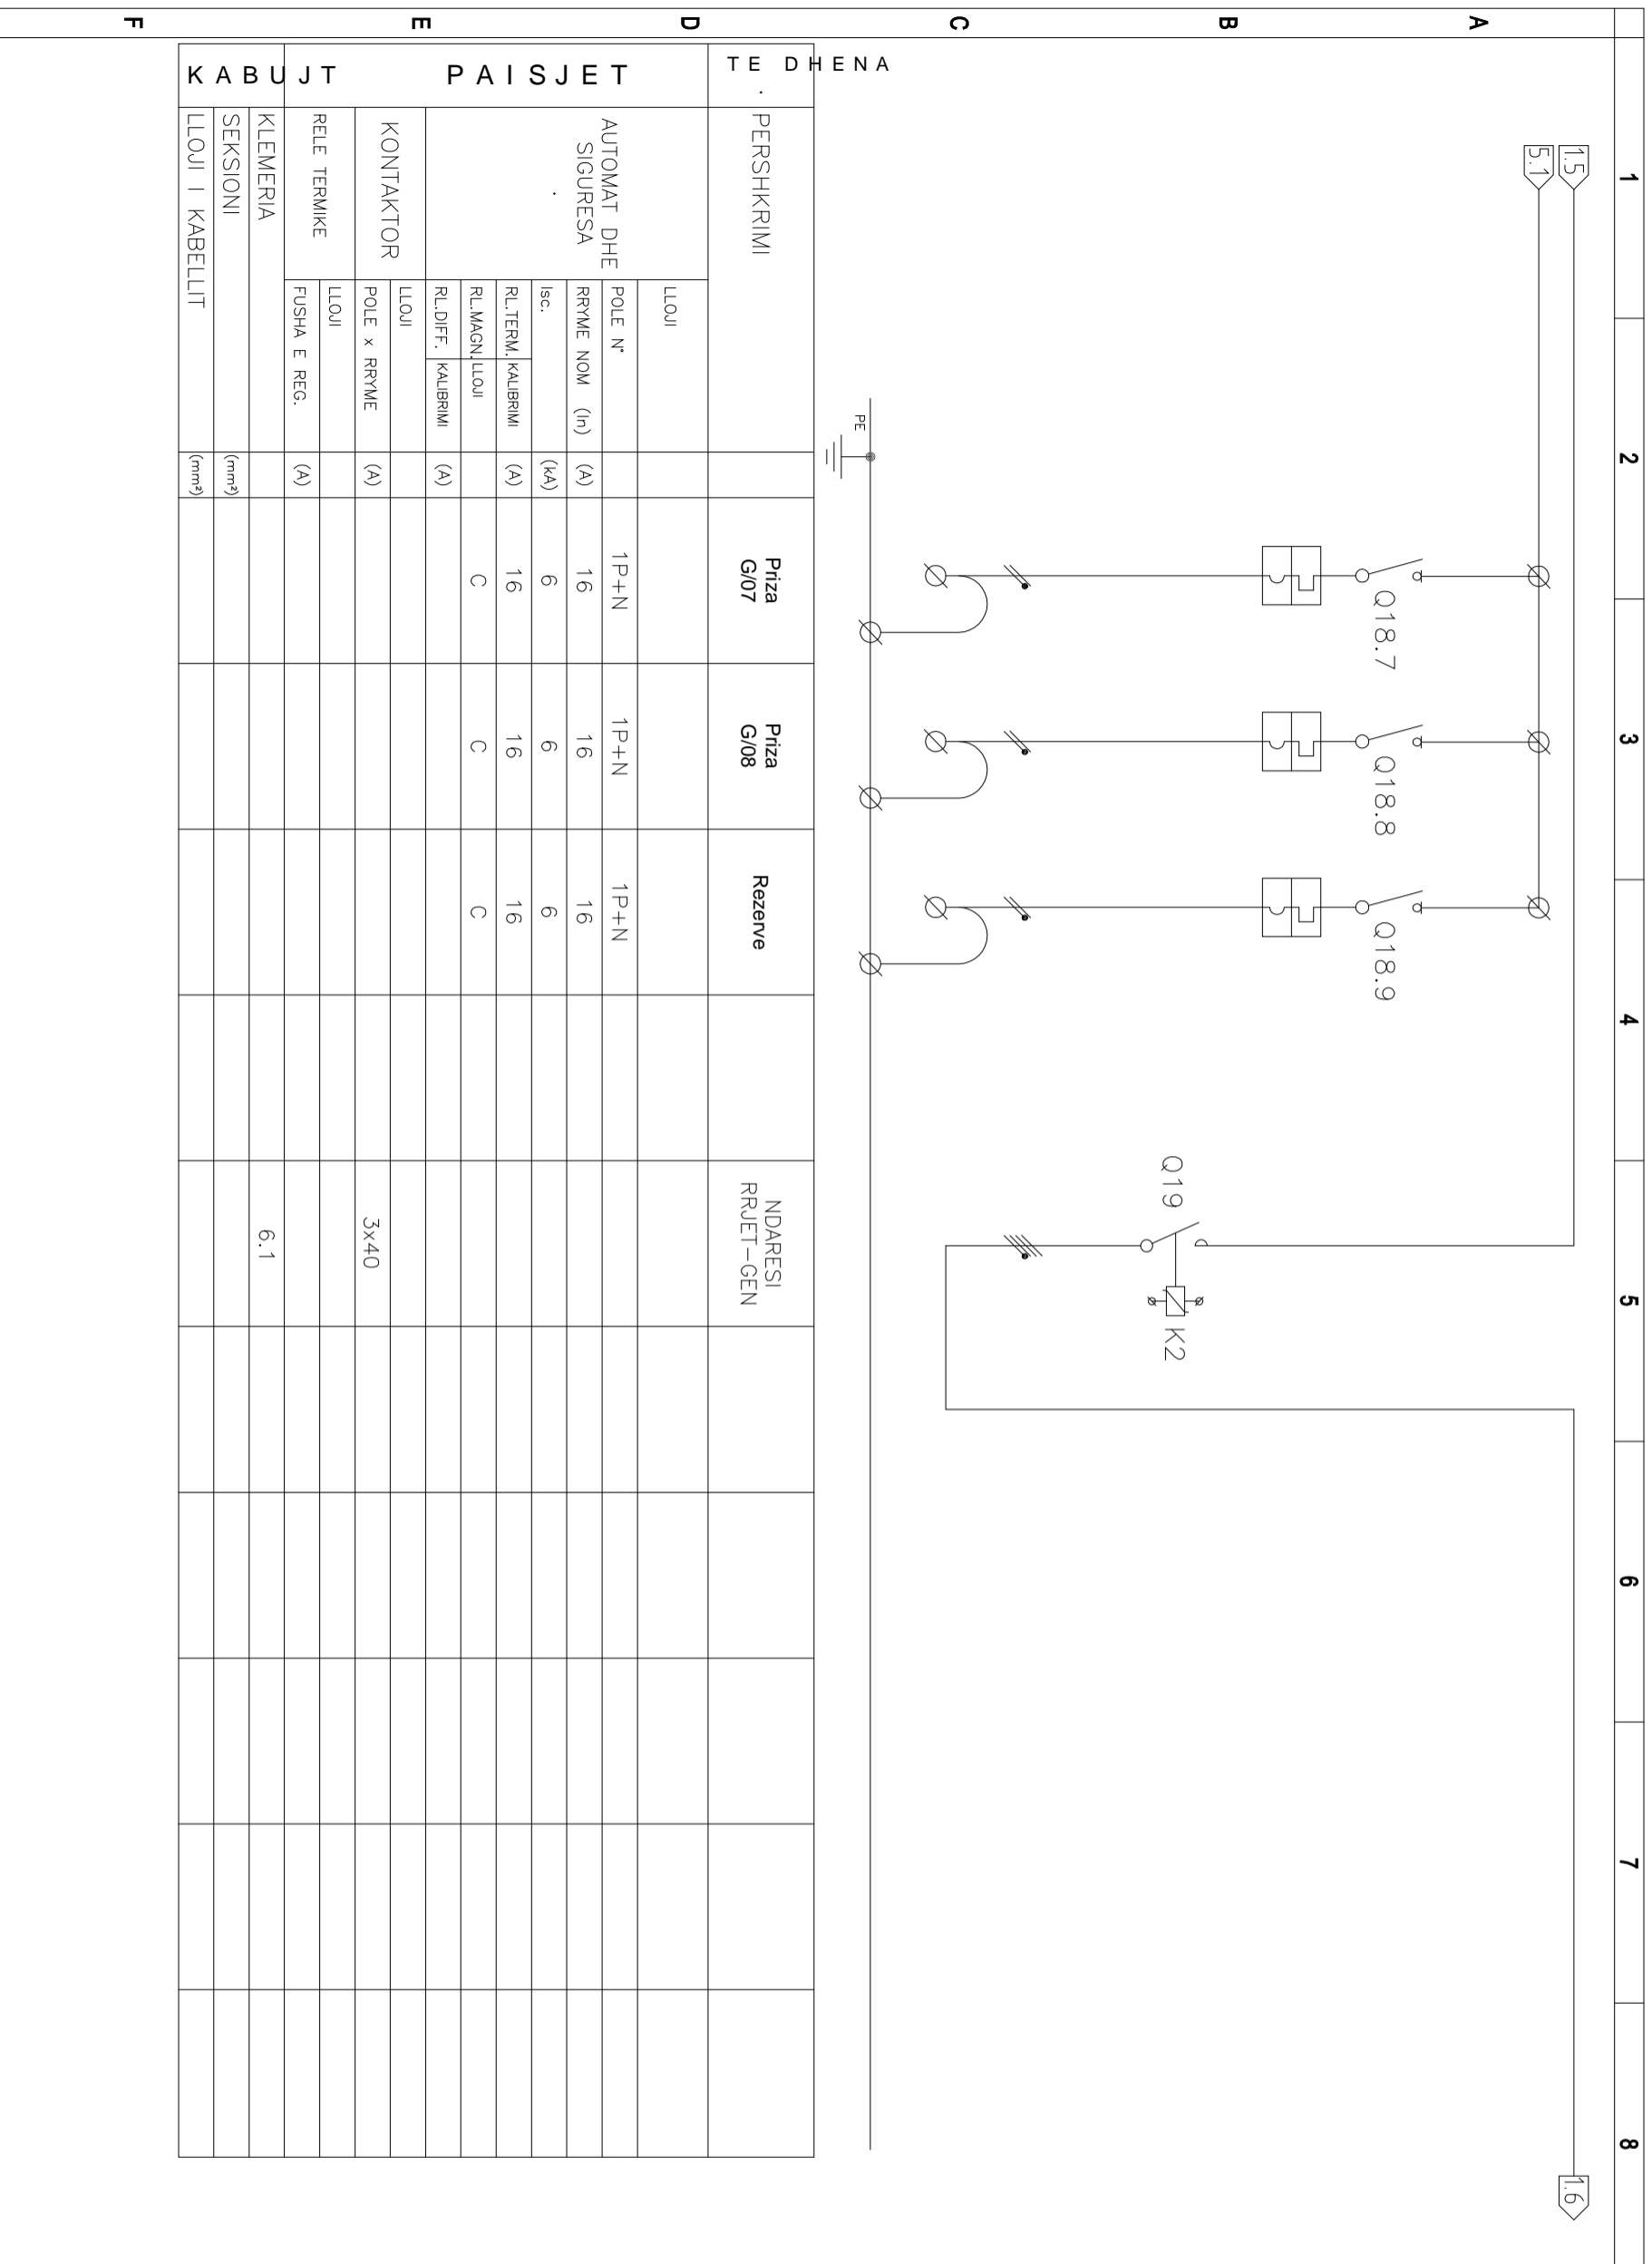 1 2 3 4 5 6 7 8
A
B
C
D
E
F
1.5
5.1
1.6
Q18.7
Q18.8
Q18.9
Q19
K2
PE
TE DHENA
.
PERSHKRIMI
Priza
G/07
Priza
G/08
Rezerve
NDARESI
RRJET-GEN
PAISJET
AUTOMAT DHE
SIGURESA
.
LLOJI
POLE N° 1P+N 1P+N 1P+N
RRYME NOM (In) (A) 16 16 16
Isc. (kA) 6 6 6
RL.TERM. KALIBRIMI (A) 16 16 16
RL.MAGN. LLOJI C C C
RL.DIFF. KALIBRIMI (A)
KONTAKTOR
LLOJI
POLE x RRYME (A) 3x40
RELE TERMIKE
LLOJI
FUSHA E REG. (A)
KABUJT
KLEMERIA 6.1
SEKSIONI (mm²)
LLOJI I KABELLIT (mm²)